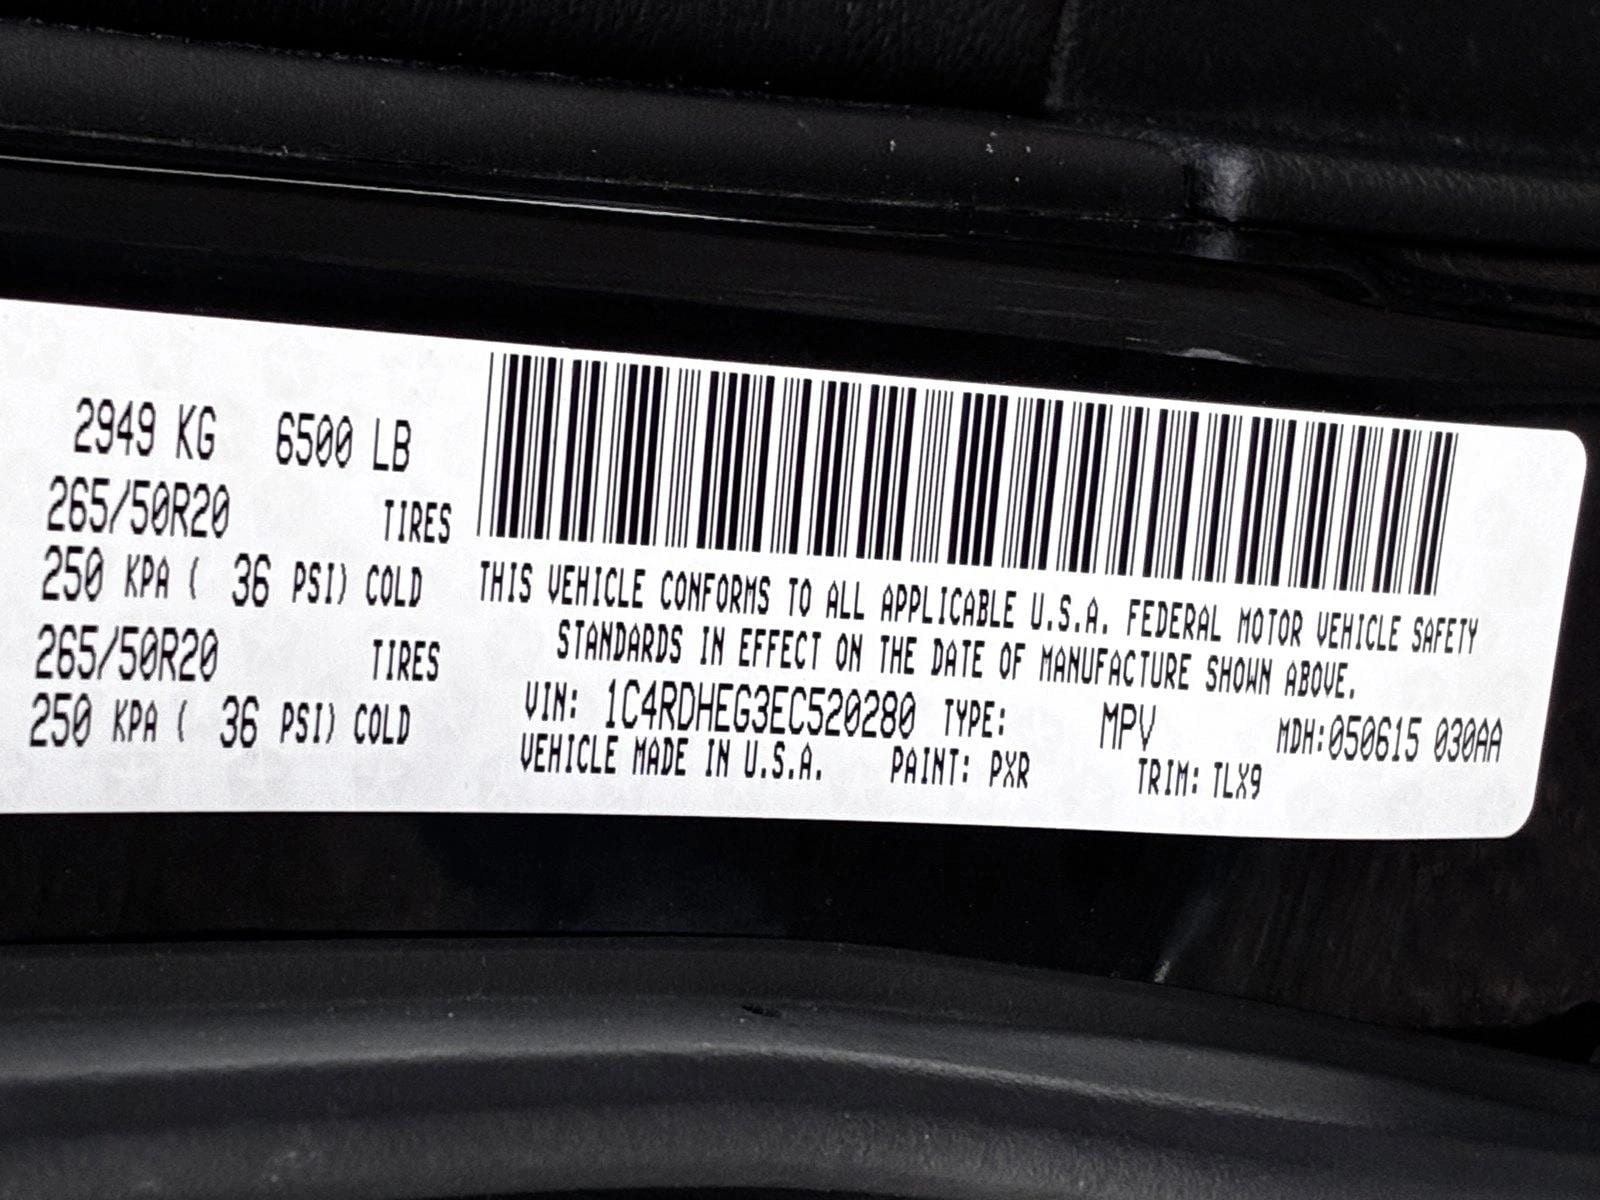 2949 KG 6500 LB
265/50R20 TIRES
250 KPA ( 36 PSI) COLD
265/50R20 TIRES
250 KPA ( 36 PSI) COLD
THIS VEHICLE CONFORMS TO ALL APPLICABLE U.S.A. FEDERAL MOTOR VEHICLE SAFETY
STANDARDS IN EFFECT ON THE DATE OF MANUFACTURE SHOWN ABOVE.
VIN: 1C4RDHEG3EC520280 TYPE: MPV MDH:050615 030AA
VEHICLE MADE IN U.S.A. PAINT: PXR TRIM: TLX9